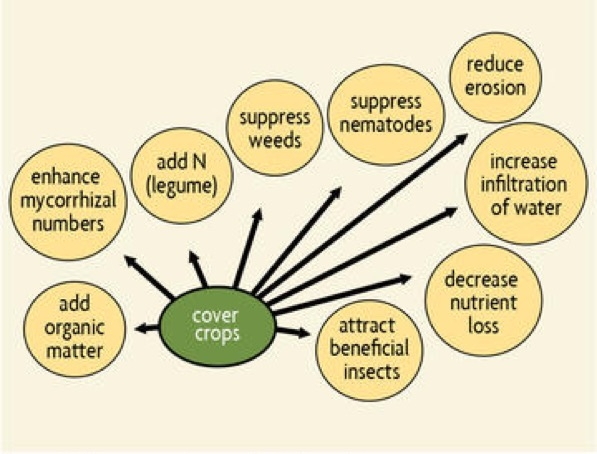 reduce
erosion
suppress
nematodes
suppress
weeds
add N
(legume)
enhance
mycorrhizal
numbers
increase
infiltration
of water
decrease
nutrient
loss
add
organic
matter
cover
crops
attract
beneficial
insects